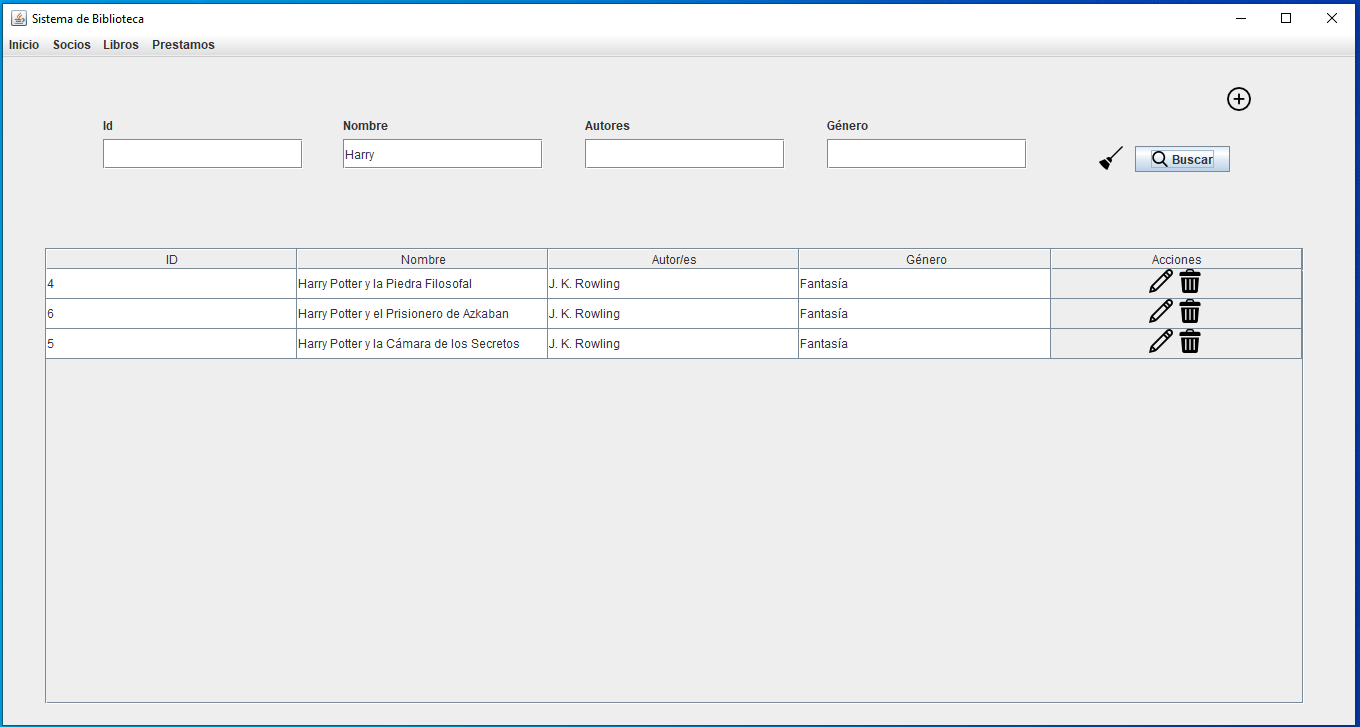 Sistema de Biblioteca
Inicio Socios Libros Prestamos
Id Nombre Autores Género
Harry
Buscar
ID Nombre Autor/es Género Acciones
4 Harry Potter y la Piedra Filosofal J. K. Rowling Fantasía
6 Harry Potter y el Prisionero de Azkaban J. K. Rowling Fantasía
5 Harry Potter y la Cámara de los Secretos J. K. Rowling Fantasía